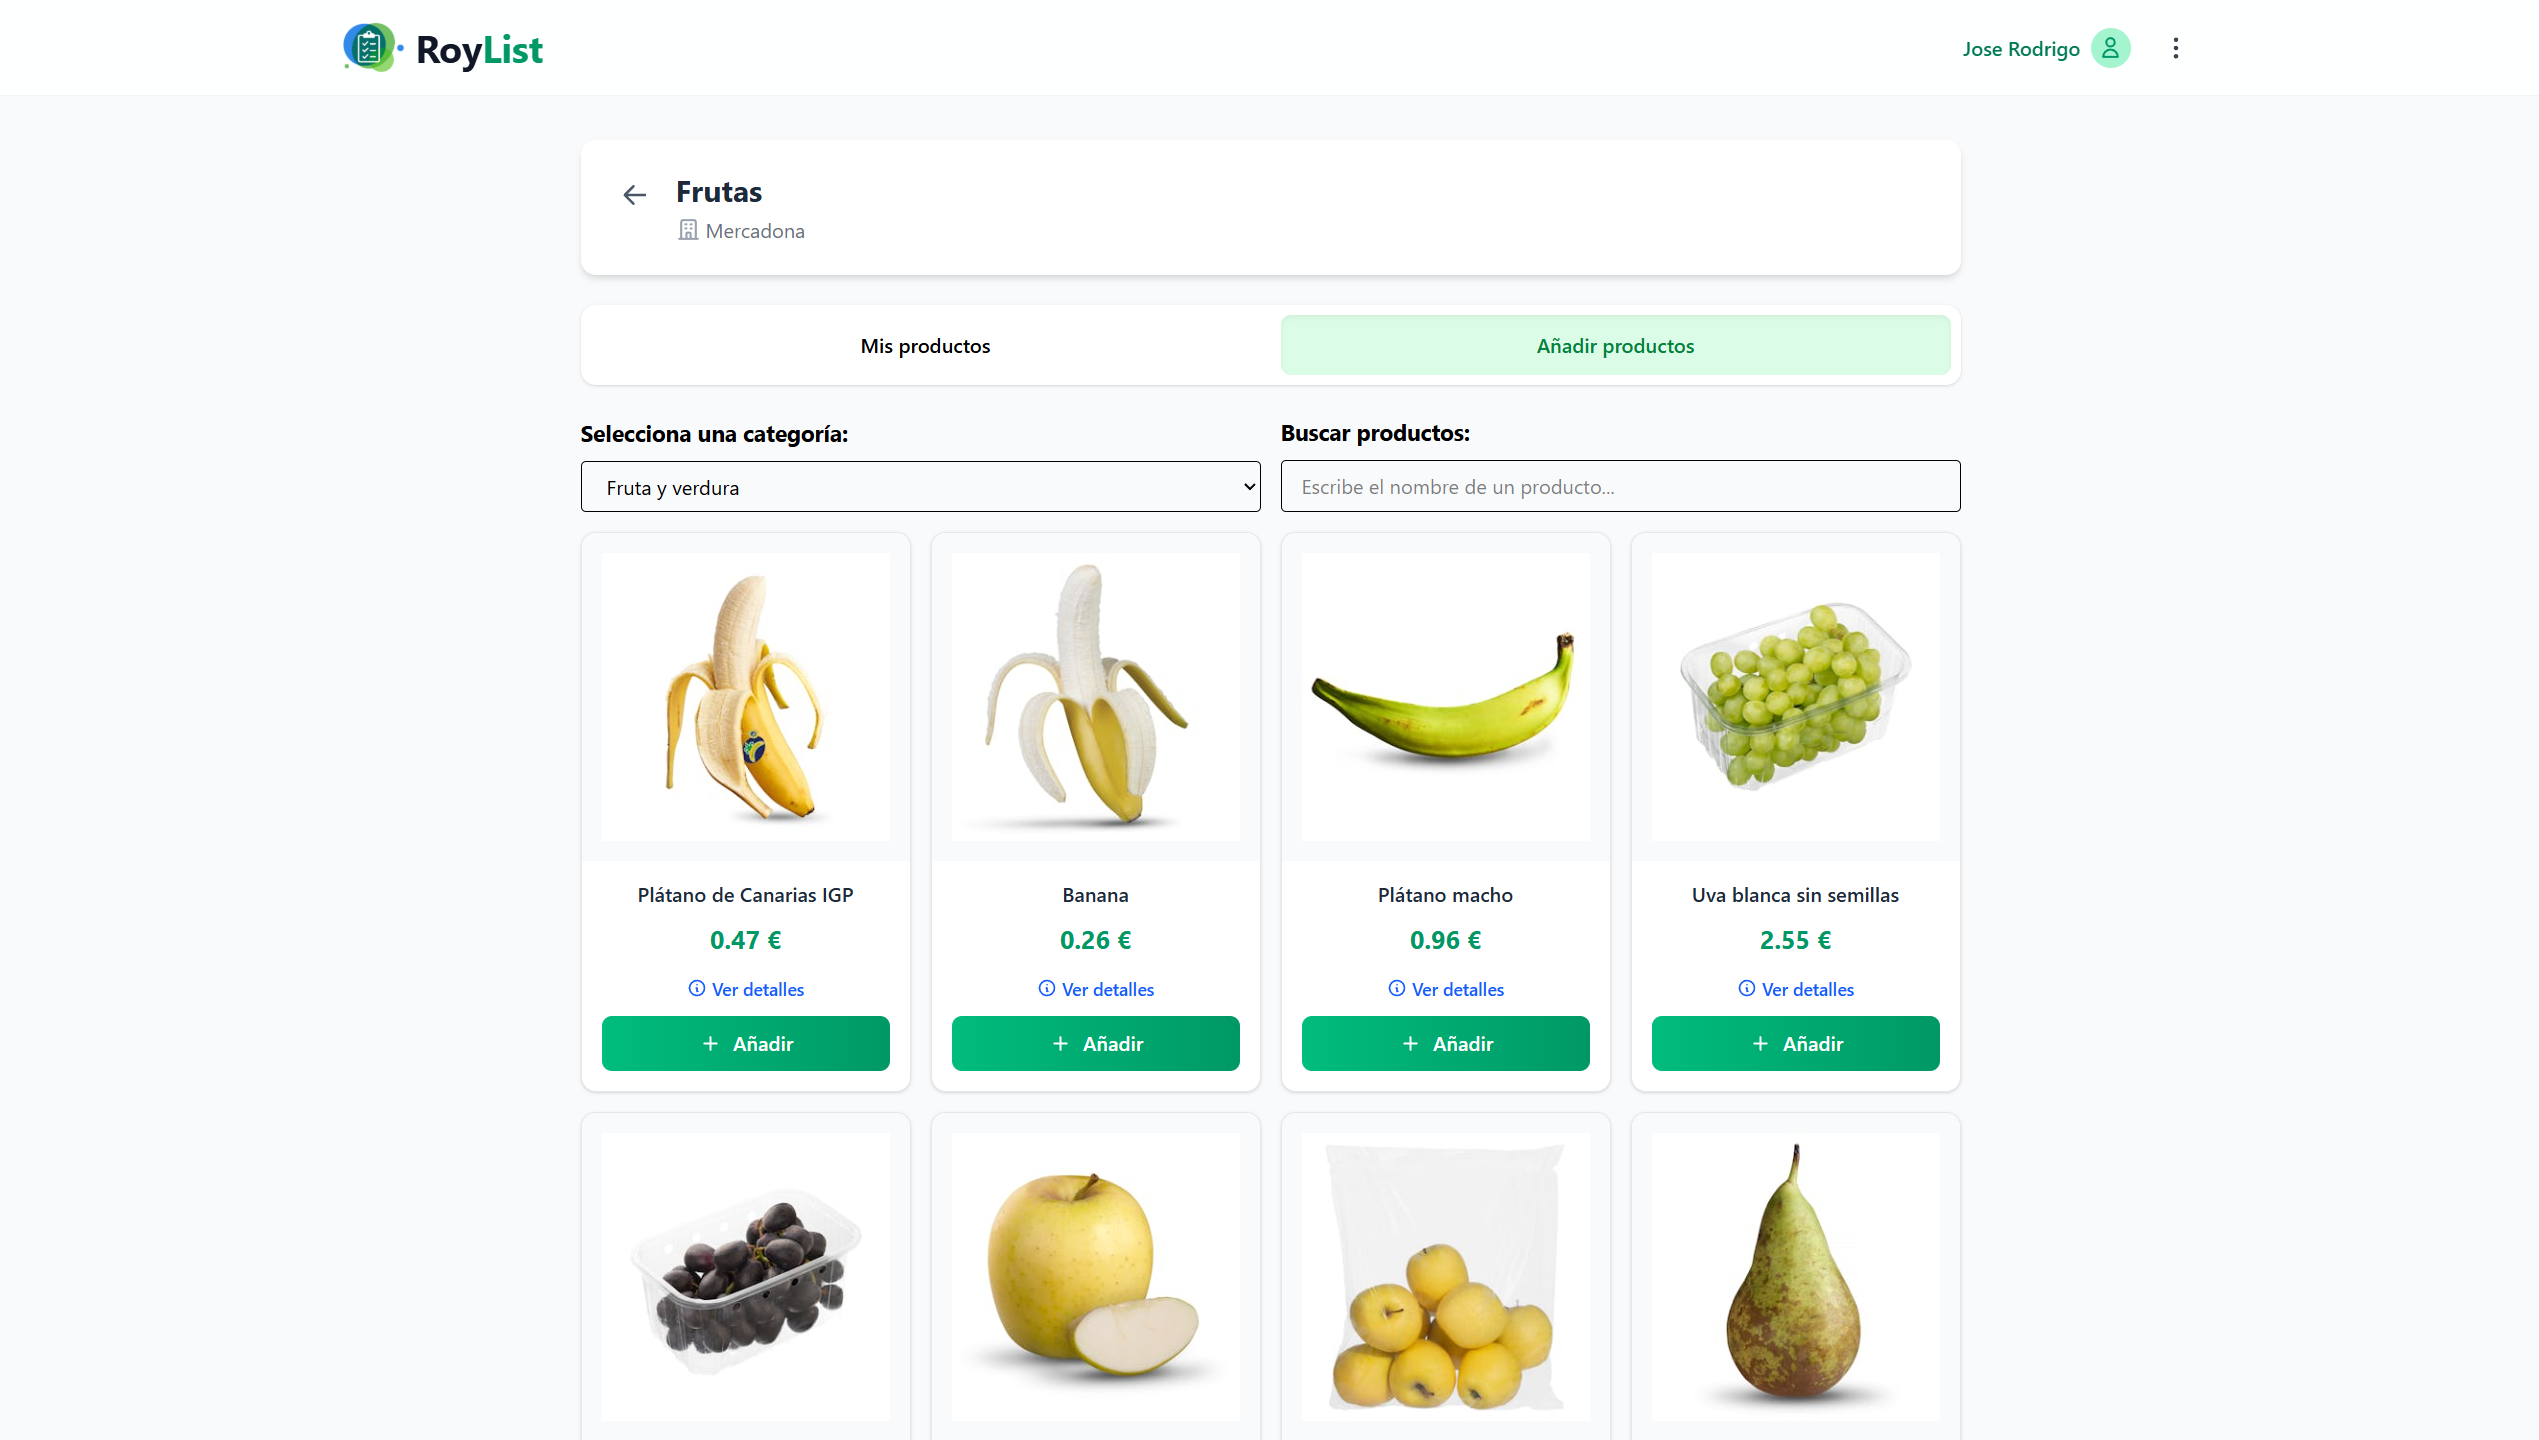 RoyList
Jose Rodrigo
Frutas
Mercadona
Mis productos
Añadir productos
Selecciona una categoría:
Buscar productos:
Fruta y verdura
Escribe el nombre de un producto...
Plátano de Canarias IGP
Banana
Plátano macho
Uva blanca sin semillas
0.47 €
0.26 €
0.96 €
2.55 €
Ver detalles
Ver detalles
Ver detalles
Ver detalles
+ Añadir
+ Añadir
+ Añadir
+ Añadir